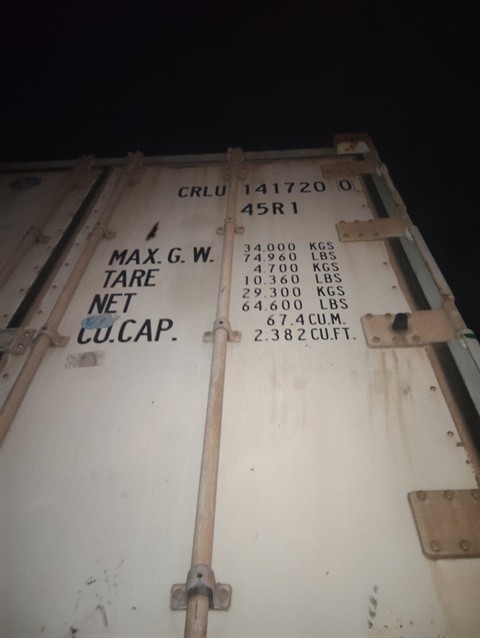 CRLU 141720 0
45R1
MAX. G. W. 34.000 KGS
74.960 LBS
TARE 4.700 KGS
10.360 LBS
NET 29.300 KGS
64.600 LBS
CU.CAP. 67.4 CU.M.
2.382 CU.FT.